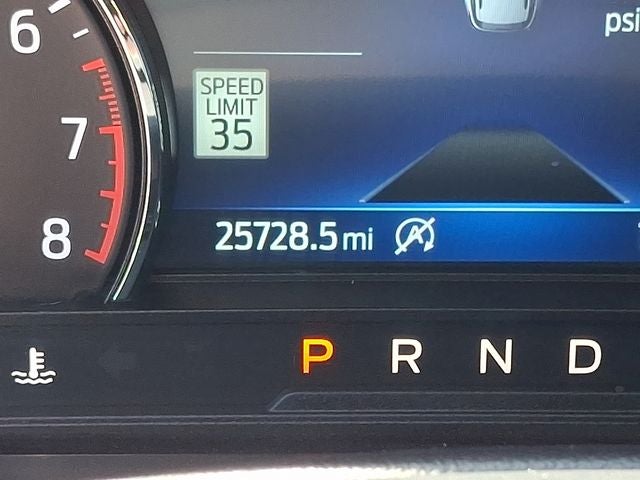 6
psi
SPEED
LIMIT
35
7
8
25728.5 mi
P R N D